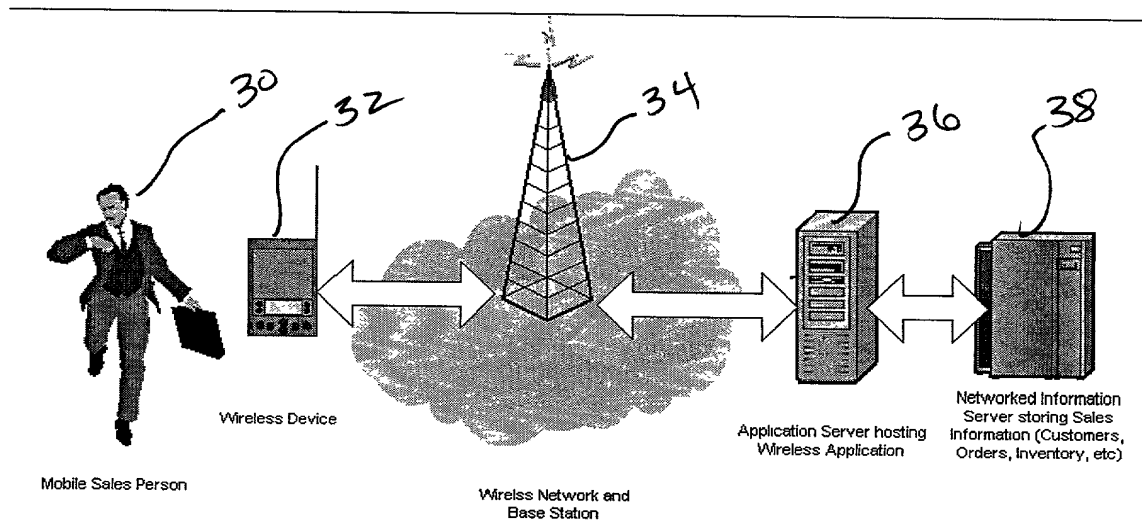 30
32
34
36
38
Wireless Device
Mobile Sales Person
Wirelss Network and
Base Station
Application Server hosting
Wireless Application
Networked Information
Server storing Sales
Information (Customers,
Orders, Inventory, etc)